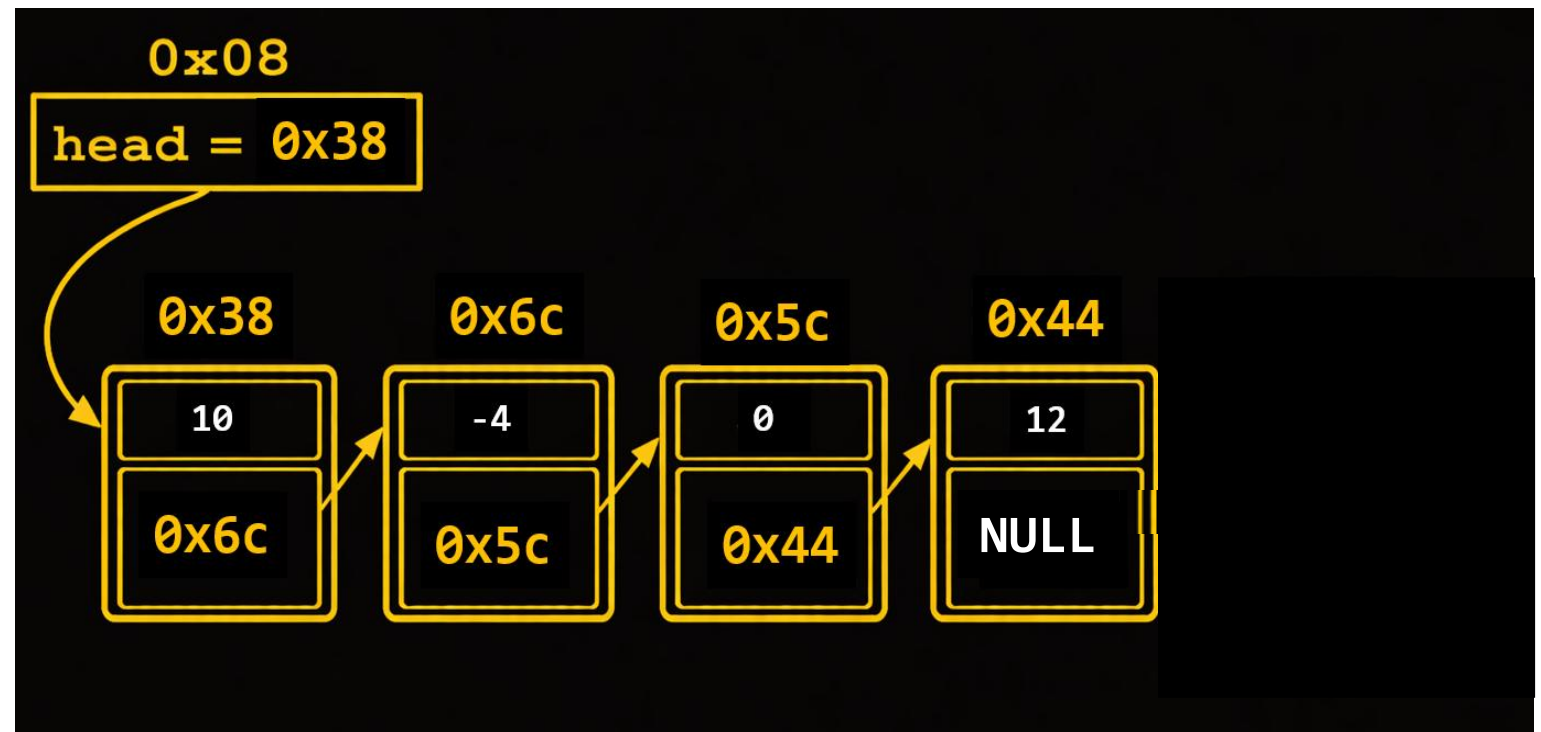 0x08
head = 0x38
0x38 0x6c 0x5c 0x44
10 -4 0 12
0x6c 0x5c 0x44 NULL